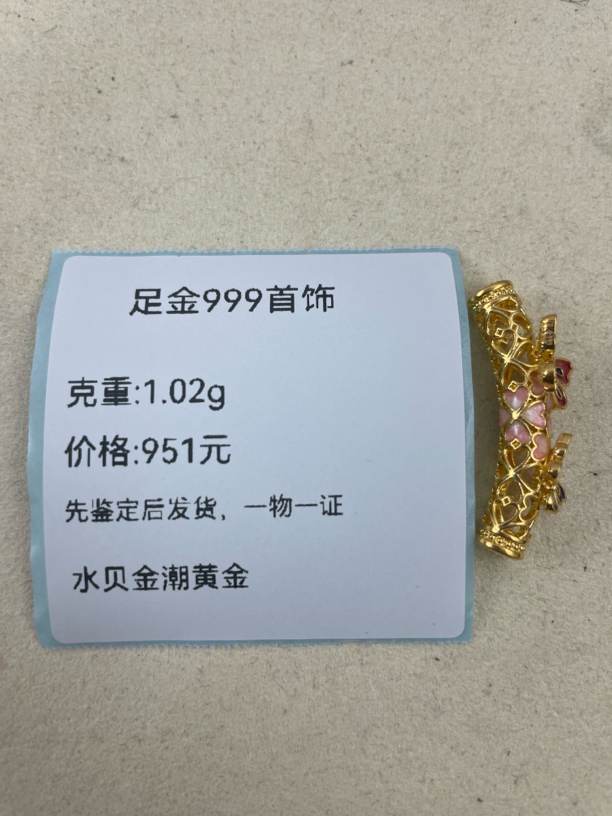 足金999首饰
克重:1.02g
价格:951元
先鉴定后发货，一物一证
水贝金潮黄金